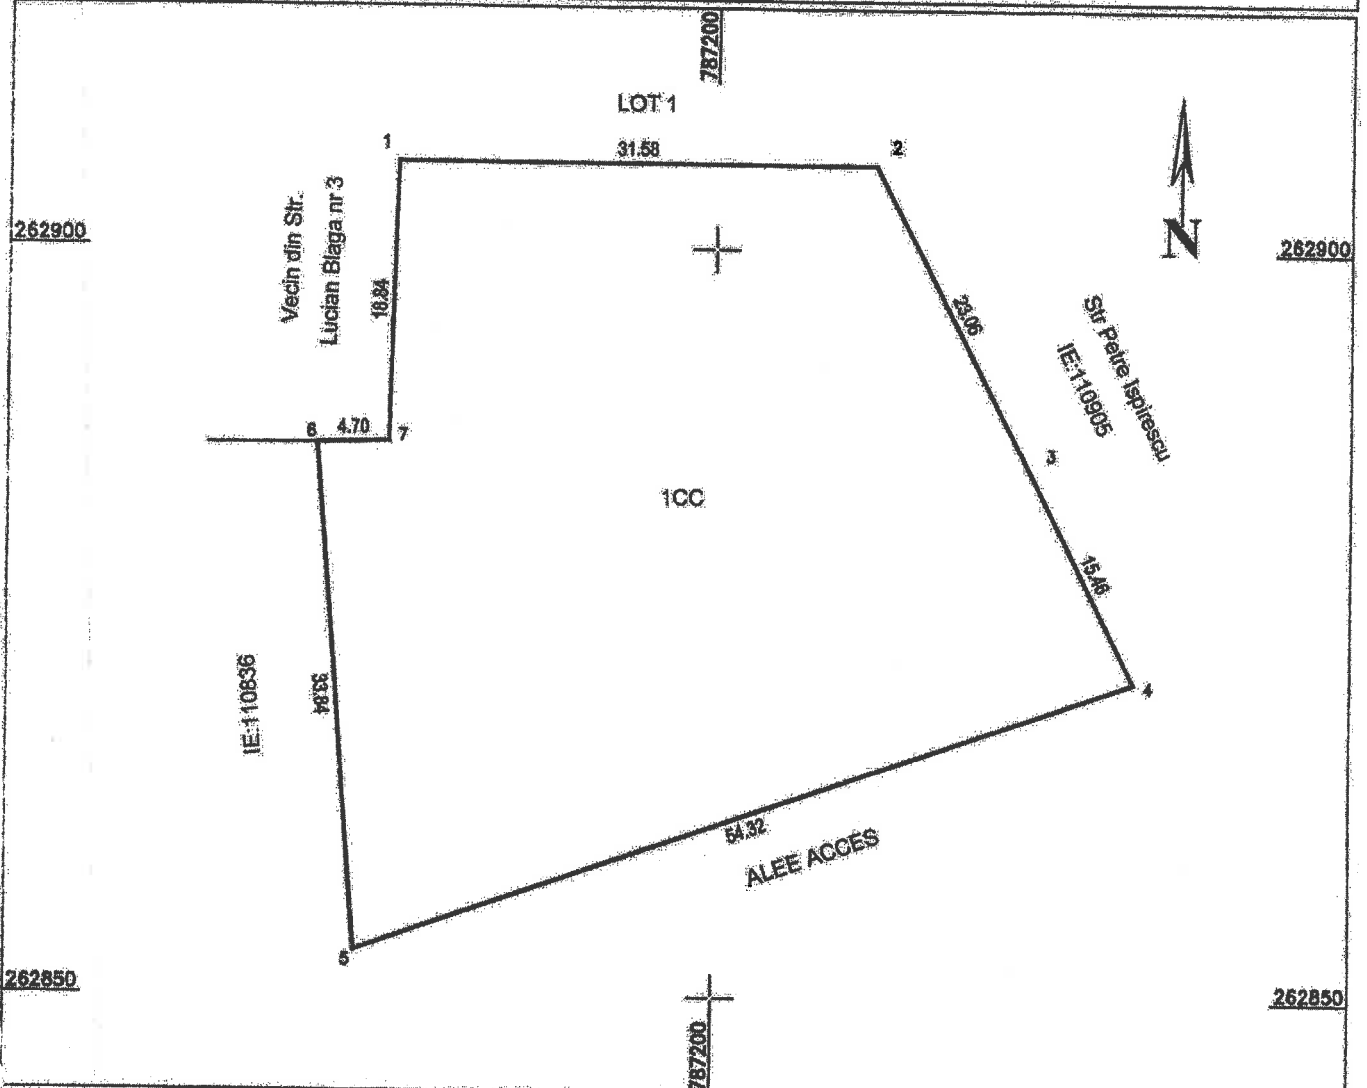 787200
LOT 1
1
31.58
2
Vecin din Str.
Lucian Blaga nr 3
262900
262900
N
18.84
23.06
Str Petre Ispirescu
IE:110905
6
4.70
7
3
1CC
15.46
IE:110836
33.84
4
54.32
ALEE ACCES
5
262850
262850
787200